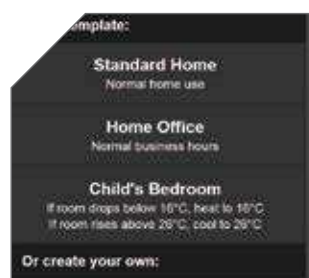 template:
Standard Home
Normal home use
Home Office
Normal business hours
Child's Bedroom
If room drops below 16°C, heat to 16°C
If room rises above 26°C, cool to 26°C
Or create your own: